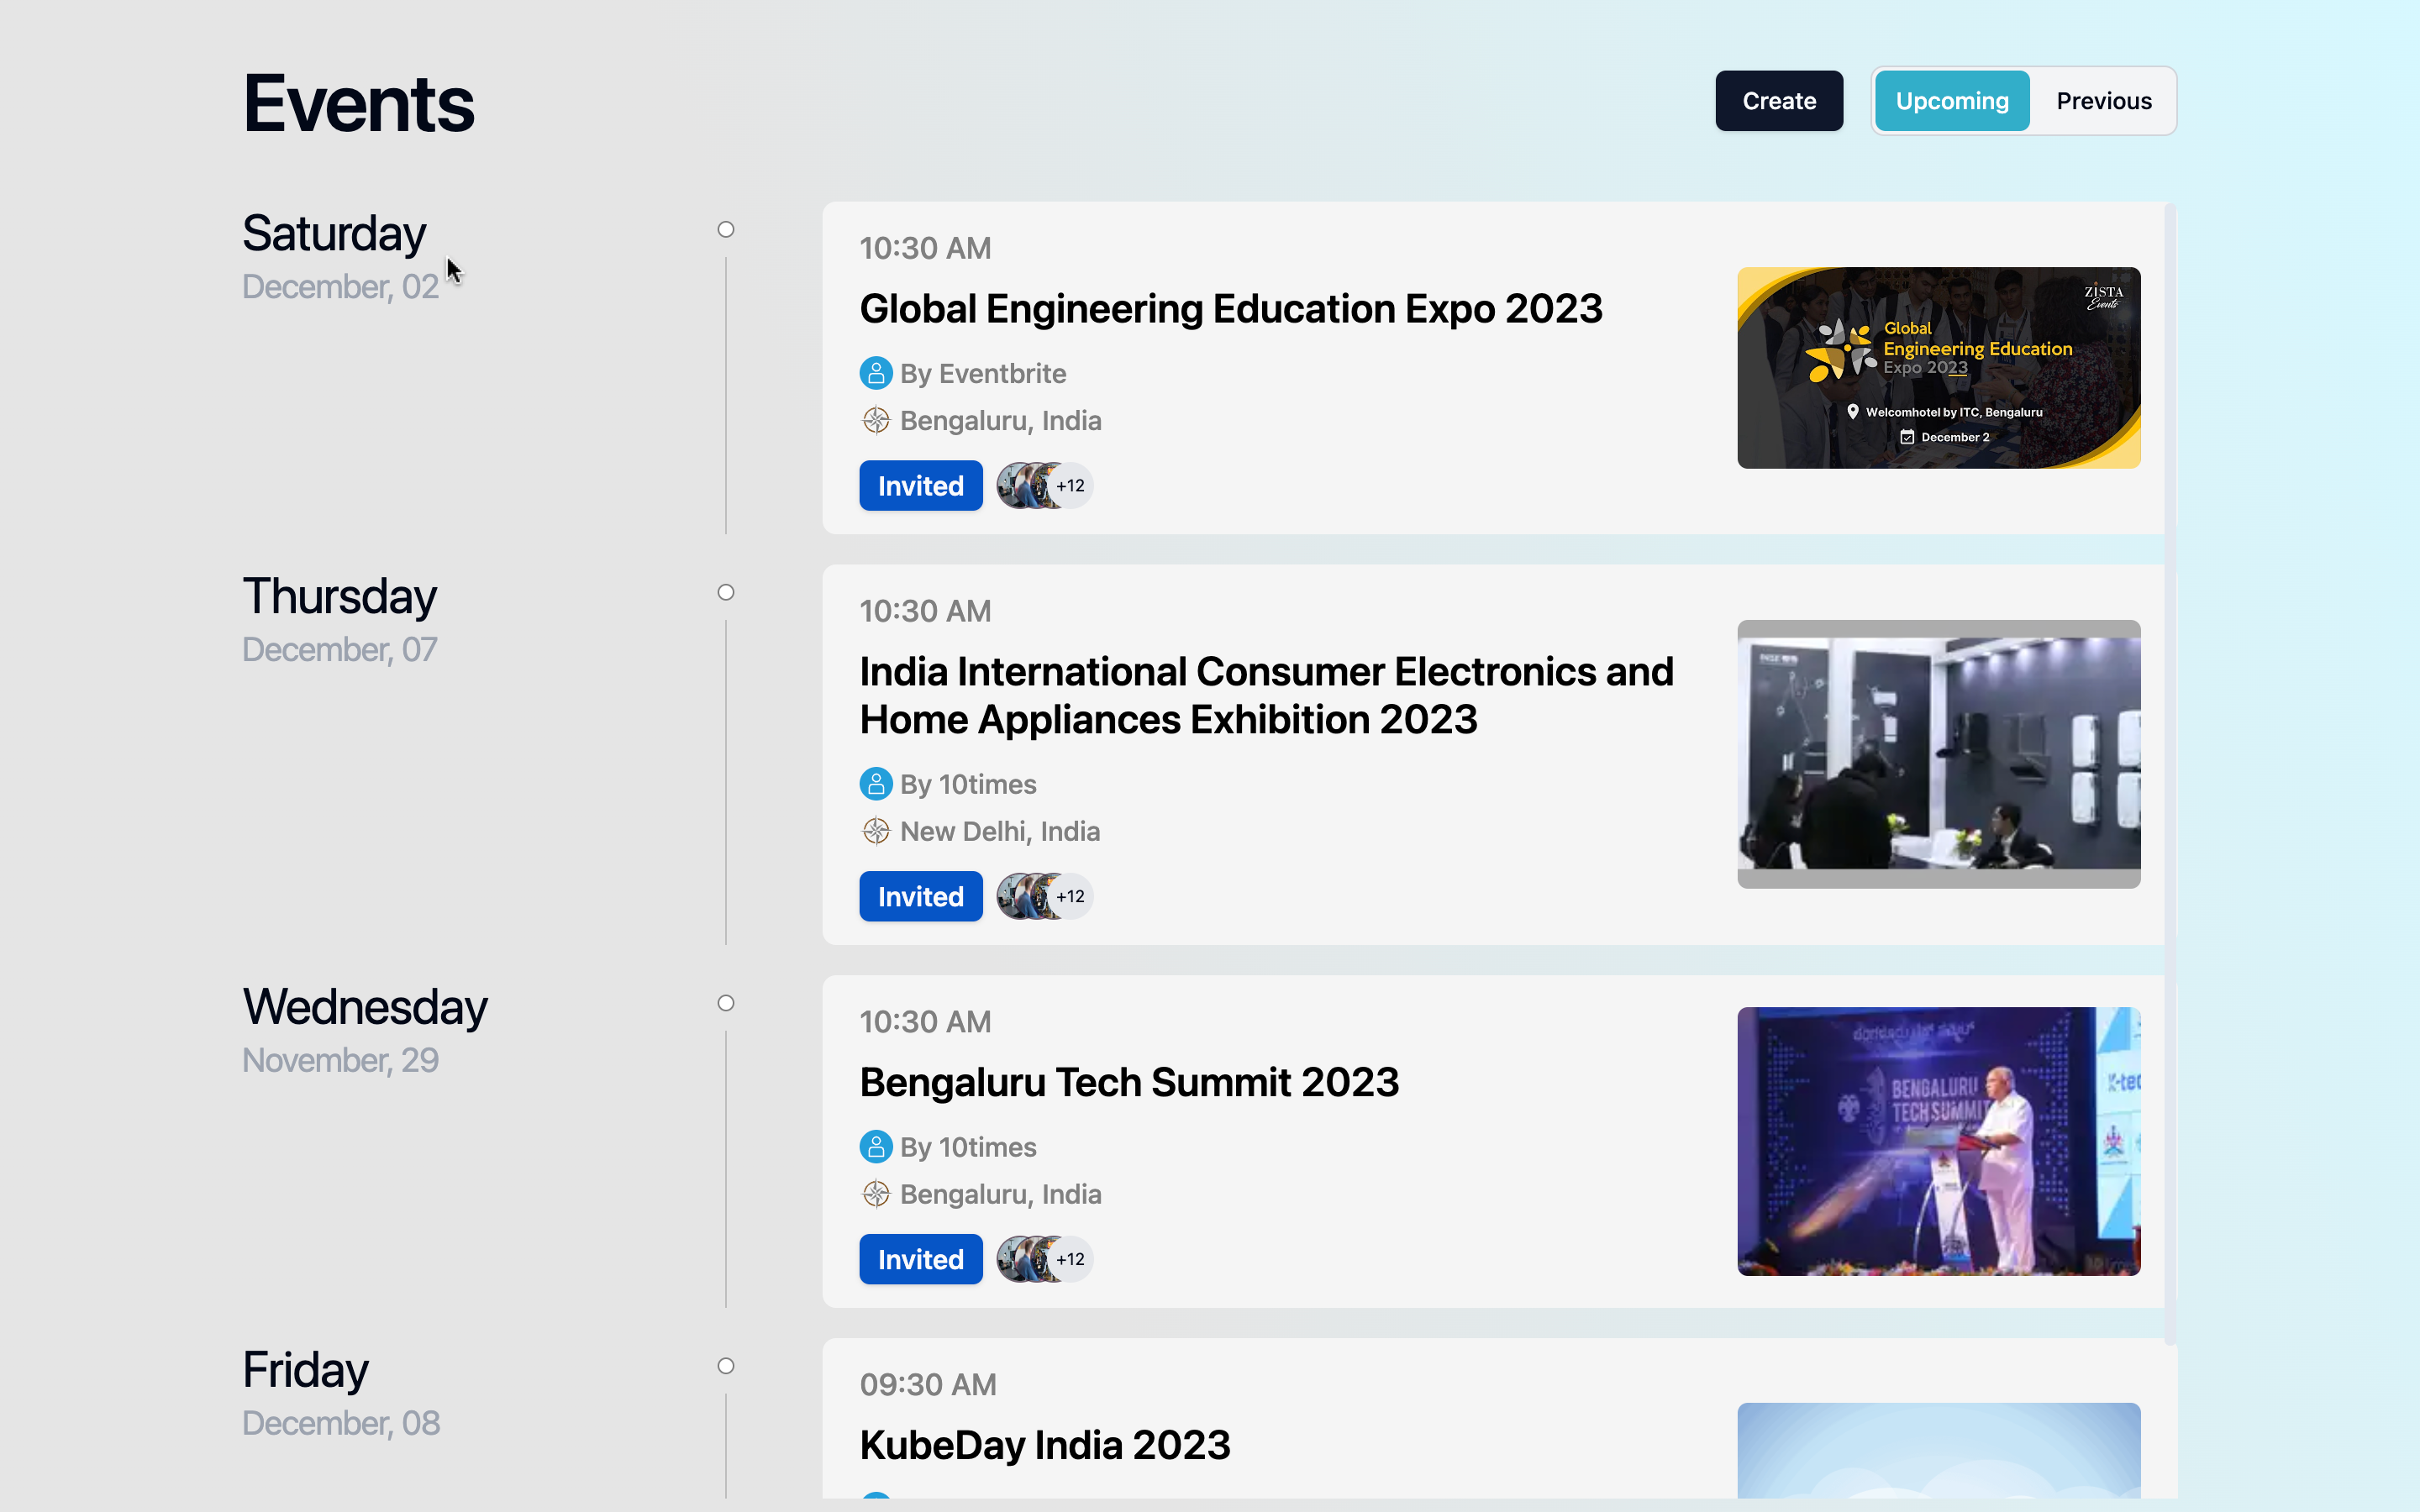 Events
Create
Upcoming
Previous
Saturday
December, 02
10:30 AM
Global Engineering Education Expo 2023
By Eventbrite
Bengaluru, India
Invited
+12
ZISTA
Events
Global
Engineering Education
Expo 2023
Welcomhotel by ITC, Bengaluru
December 2
Thursday
December, 07
10:30 AM
India International Consumer Electronics and
Home Appliances Exhibition 2023
By 10times
New Delhi, India
Invited
+12
Wednesday
November, 29
10:30 AM
Bengaluru Tech Summit 2023
By 10times
Bengaluru, India
Invited
+12
BENGALURU
TECH SUMMIT
K-tec
Friday
December, 08
09:30 AM
KubeDay India 2023